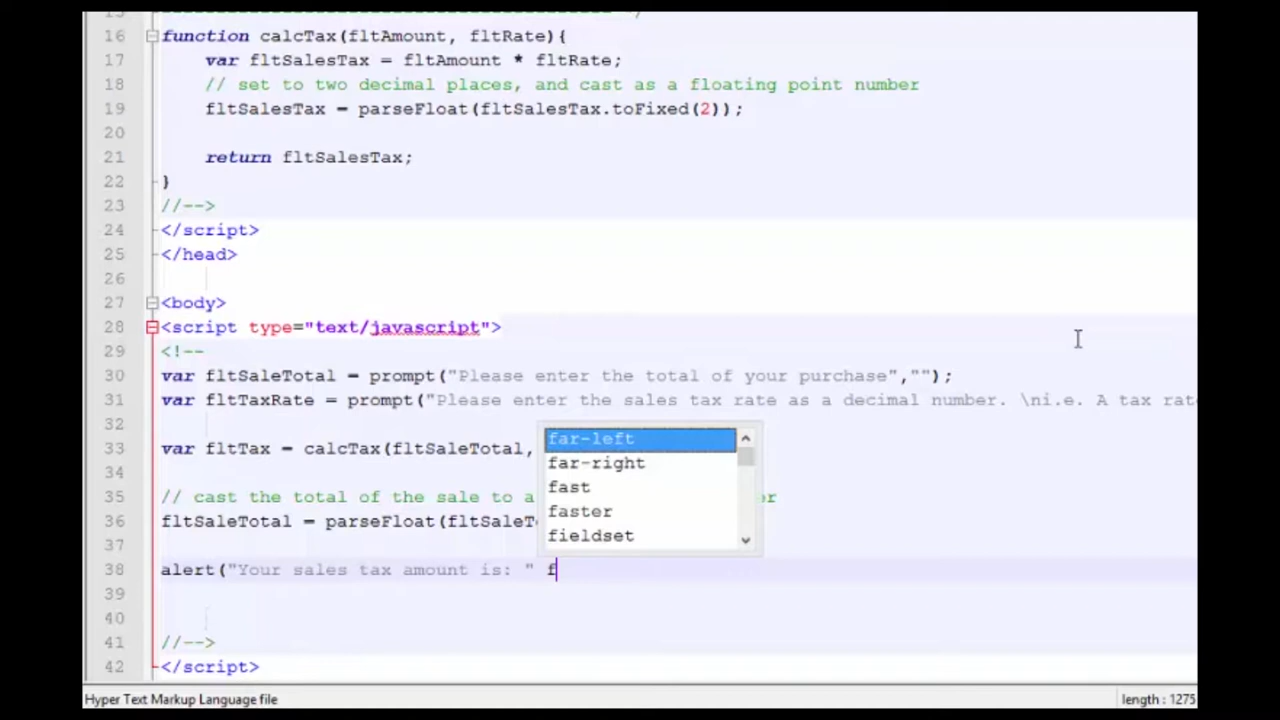 16 function calcTax(fltAmount, fltRate){
17 var fltSalesTax = fltAmount * fltRate;
18 // set to two decimal places, and cast as a floating point number
19 fltSalesTax = parseFloat(fltSalesTax.toFixed(2));
20
21 return fltSalesTax;
22 }
23 //-->
24 </script>
25 </head>
26
27 <body>
28 <script type="text/javascript">
29 <!--
30 var fltSaleTotal = prompt("Please enter the total of your purchase","");
31 var fltTaxRate = prompt("Please enter the sales tax rate as a decimal number. \ni.e. A tax rate
32
33 var fltTax = calcTax(fltSaleTotal,
34
35 // cast the total of the sale to a
36 fltSaleTotal = parseFloat(fltSaleT
37
38 alert("Your sales tax amount is: " f
39
40
41 //-->
42 </script>
far-left
far-right
fast
faster
fieldset
Hyper Text Markup Language file
length : 1275